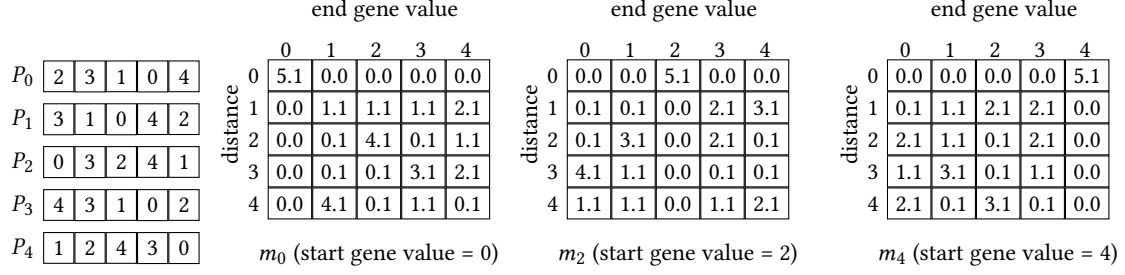 end gene value end gene value end gene value
0 1 2 3 4 0 1 2 3 4 0 1 2 3 4
P0 2 3 1 0 4
P1 3 1 0 4 2
P2 0 3 2 4 1
P3 4 3 1 0 2
P4 1 2 4 3 0
distance
0 5.1 0.0 0.0 0.0 0.0
1 0.0 1.1 1.1 1.1 2.1
2 0.0 0.1 4.1 0.1 1.1
3 0.0 0.1 0.1 3.1 2.1
4 0.0 4.1 0.1 1.1 0.1
m0 (start gene value = 0)
distance
0 0.0 0.0 5.1 0.0 0.0
1 0.1 0.1 0.0 2.1 3.1
2 0.1 3.1 0.0 2.1 0.1
3 4.1 1.1 0.0 0.1 0.1
4 1.1 1.1 0.0 1.1 2.1
m2 (start gene value = 2)
distance
0 0.0 0.0 0.0 0.0 5.1
1 0.1 1.1 2.1 2.1 0.0
2 2.1 1.1 0.1 2.1 0.0
3 1.1 3.1 0.1 1.1 0.0
4 2.1 0.1 3.1 0.1 0.0
m4 (start gene value = 4)